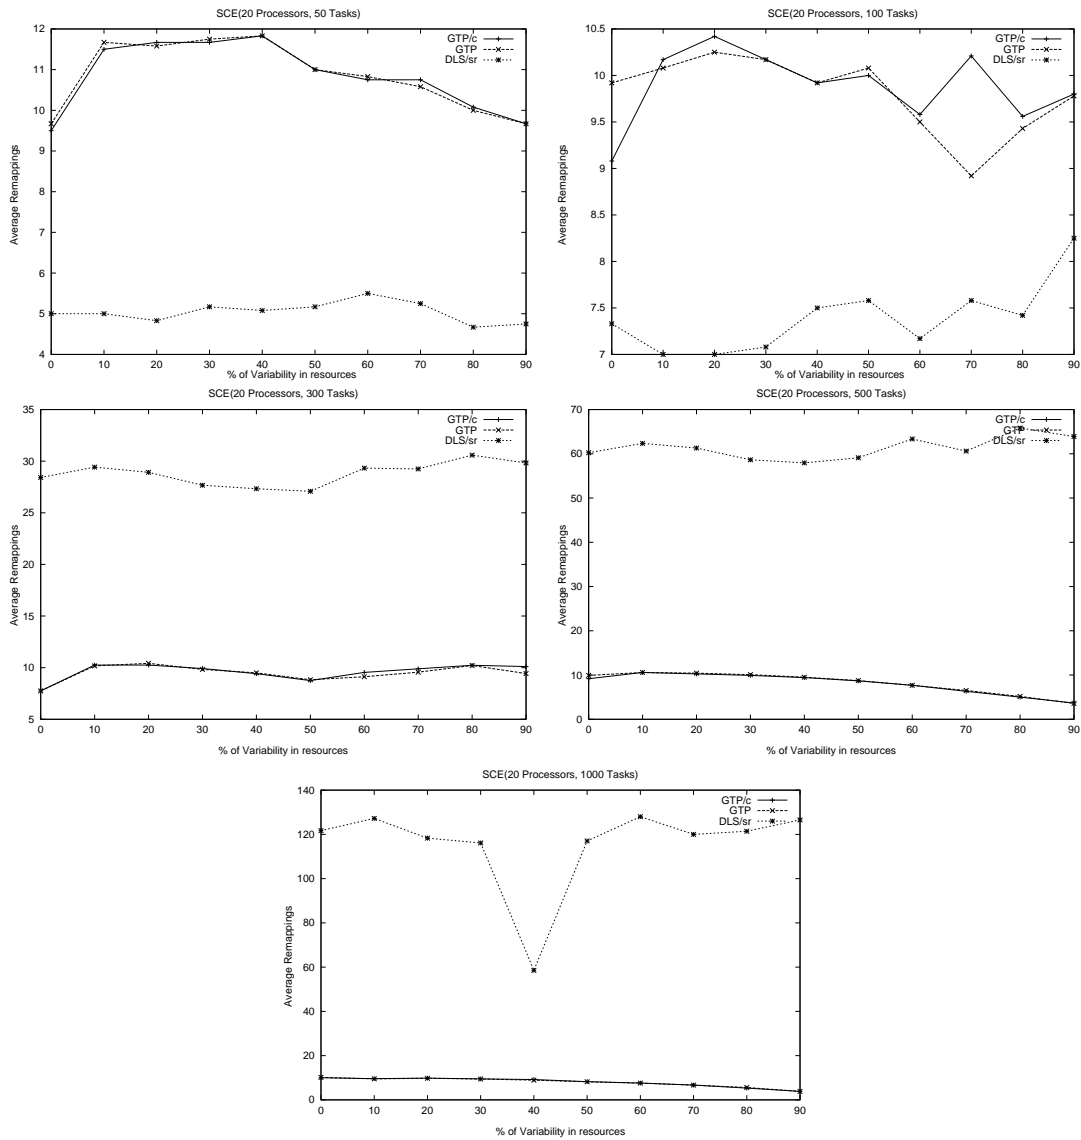 SCE(20 Processors, 50 Tasks)
12
11
10
9
8
7
6
5
4
Average Remappings
GTP/c
GTP
DLS/sr
0 10 20 30 40 50 60 70 80 90
% of Variability in resources
SCE(20 Processors, 100 Tasks)
10.5
10
9.5
9
8.5
8
7.5
7
Average Remappings
GTP/c
GTP
DLS/sr
0 10 20 30 40 50 60 70 80 90
% of Variability in resources
SCE(20 Processors, 300 Tasks)
35
30
25
20
15
10
5
Average Remappings
GTP/c
GTP
DLS/sr
0 10 20 30 40 50 60 70 80 90
% of Variability in resources
SCE(20 Processors, 500 Tasks)
70
60
50
40
30
20
10
0
Average Remappings
GTP/c
GTP
DLS/sr
0 10 20 30 40 50 60 70 80 90
% of Variability in resources
SCE(20 Processors, 1000 Tasks)
140
120
100
80
60
40
20
0
Average Remappings
GTP/c
GTP
DLS/sr
0 10 20 30 40 50 60 70 80 90
% of Variability in resources